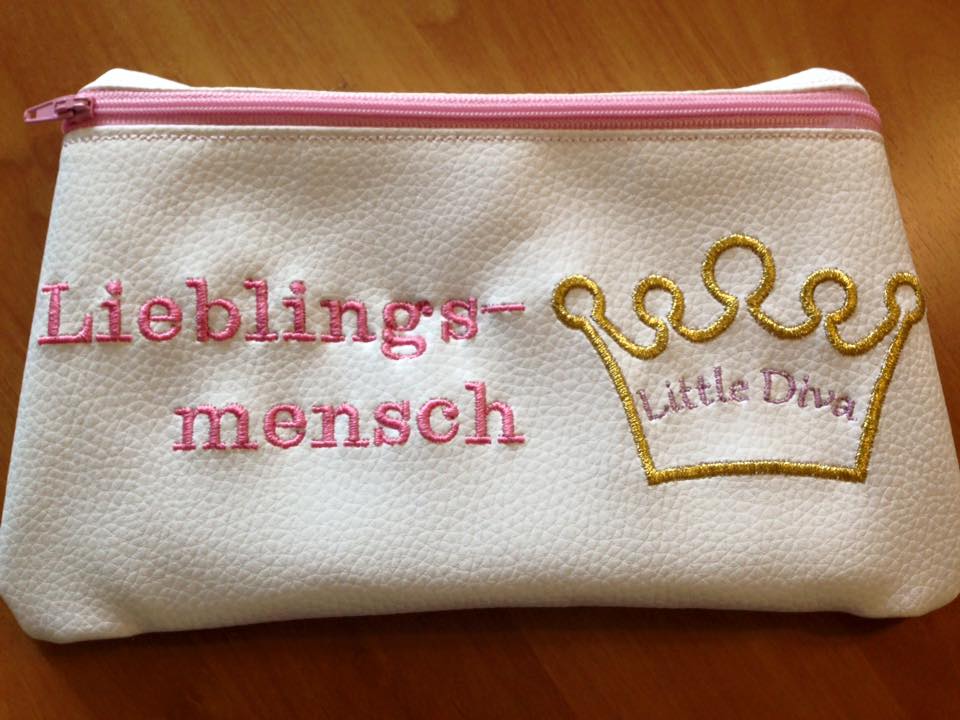 Lieblings-
mensch
Little Diva